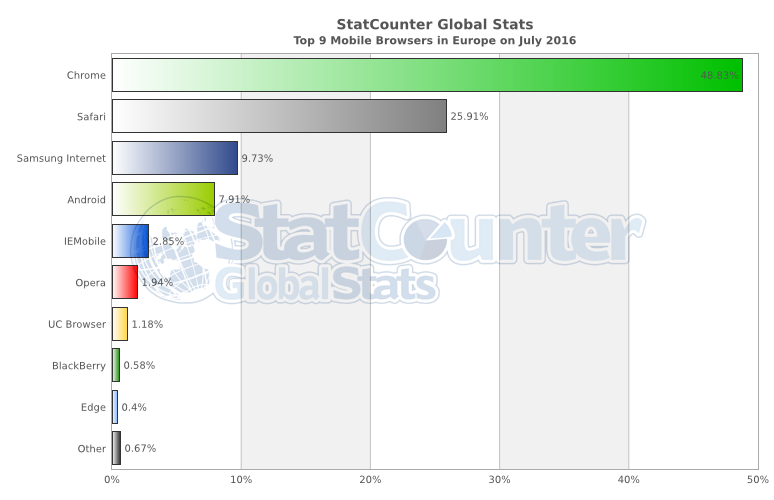 StatCounter Global Stats
Top 9 Mobile Browsers in Europe on July 2016
Chrome 48.83%
Safari 25.91%
Samsung Internet 9.73%
Android 7.91%
StatCounter
IEMobile 2.85%
GlobalStats
Opera 1.94%
UC Browser 1.18%
BlackBerry 0.58%
Edge 0.4%
Other 0.67%
0% 10% 20% 30% 40% 50%